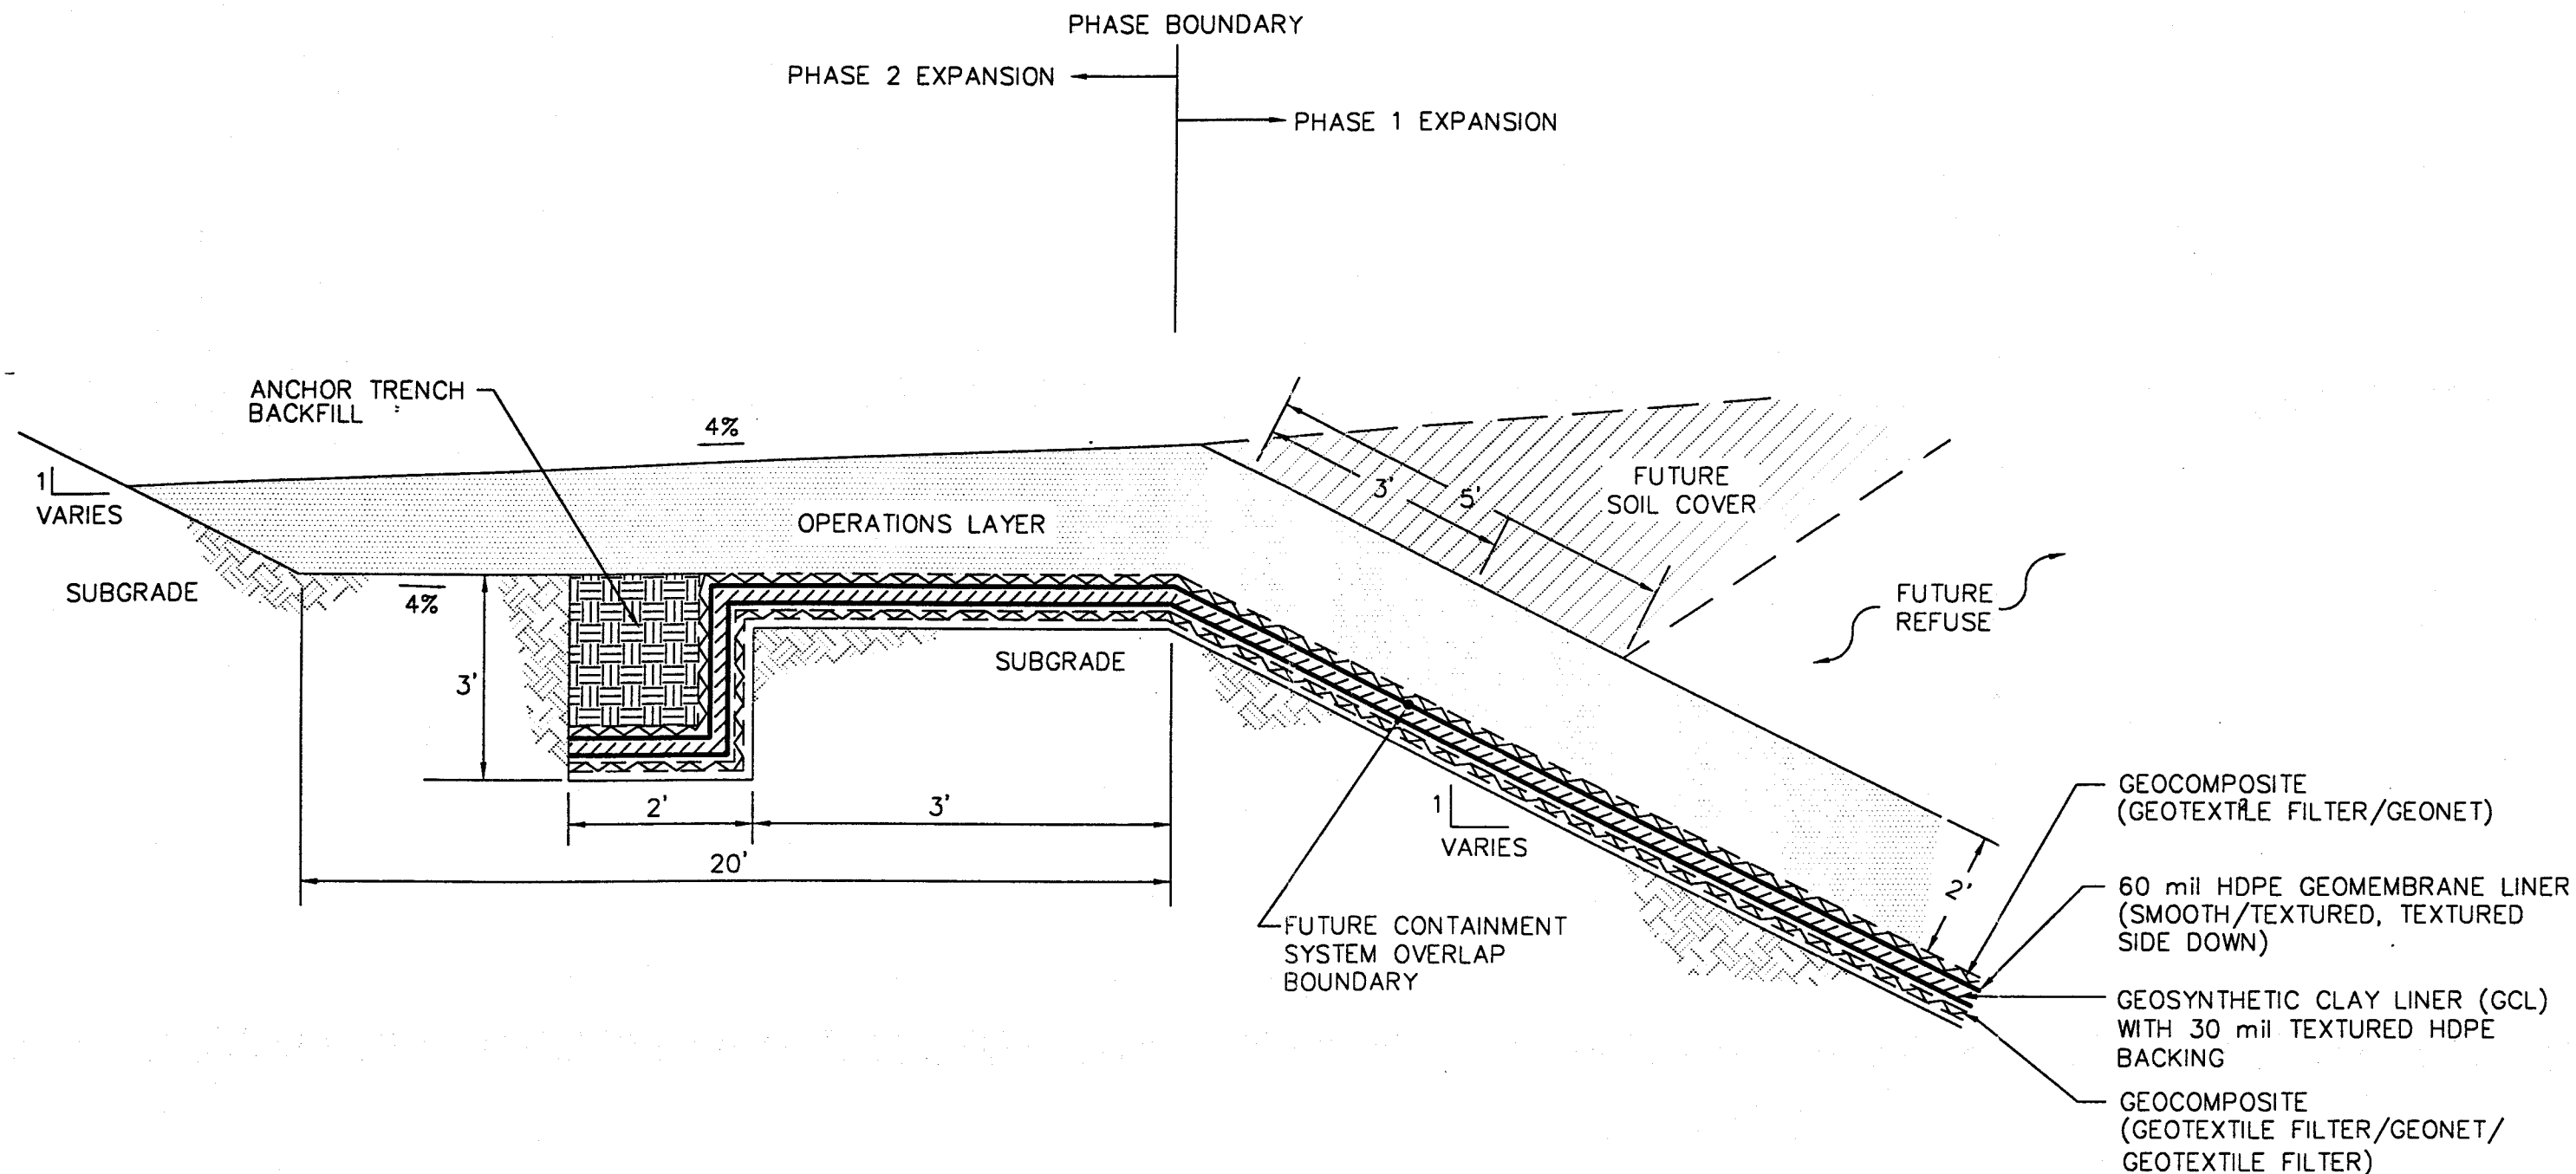 PHASE BOUNDARY
PHASE 2 EXPANSION
PHASE 1 EXPANSION
ANCHOR TRENCH
BACKFILL
4%
1
VARIES
OPERATIONS LAYER
3'
5'
FUTURE
SOIL COVER
SUBGRADE
4%
FUTURE
REFUSE
3'
SUBGRADE
2'
3'
20'
1
VARIES
FUTURE CONTAINMENT
SYSTEM OVERLAP
BOUNDARY
2'
GEOCOMPOSITE
(GEOTEXTILE FILTER/GEONET)
60 mil HDPE GEOMEMBRANE LINER
(SMOOTH/TEXTURED, TEXTURED
SIDE DOWN)
GEOSYNTHETIC CLAY LINER (GCL)
WITH 30 mil TEXTURED HDPE
BACKING
GEOCOMPOSITE
(GEOTEXTILE FILTER/GEONET/
GEOTEXTILE FILTER)